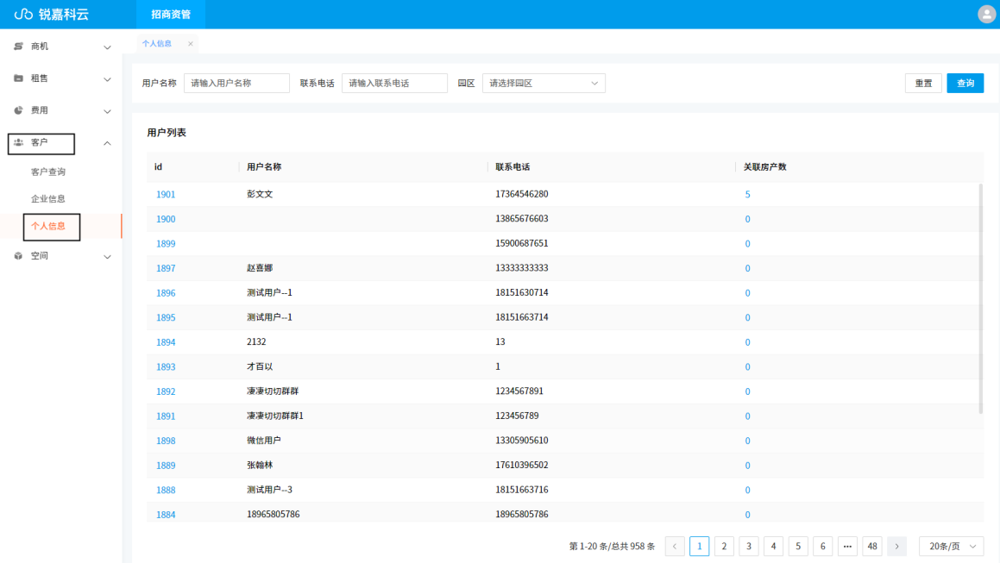 锐嘉科云 招商资管
商机
租售
费用
客户
客户查询
企业信息
个人信息
空间
个人信息 ×
用户名称 请输入用户名称 联系电话 请输入联系电话 园区 请选择园区 重置 查询
用户列表
id 用户名称 联系电话 关联房产数
1901 彭文文 17364546280 5
1900 13865676603 0
1899 15900687651 0
1897 赵喜娜 13333333333 0
1896 测试用户--1 18151630714 0
1895 测试用户--1 18151663714 0
1894 2132 13 0
1893 才百以 1 0
1892 凄凄切切群群 1234567891 0
1891 凄凄切切群群1 123456789 0
1898 微信用户 13305905610 0
1889 张翰林 17610396502 0
1888 测试用户--3 18151663716 0
1884 18965805786 18965805786 0
第 1-20 条/总共 958 条 < 1 2 3 4 5 6 ••• 48 > 20条/页